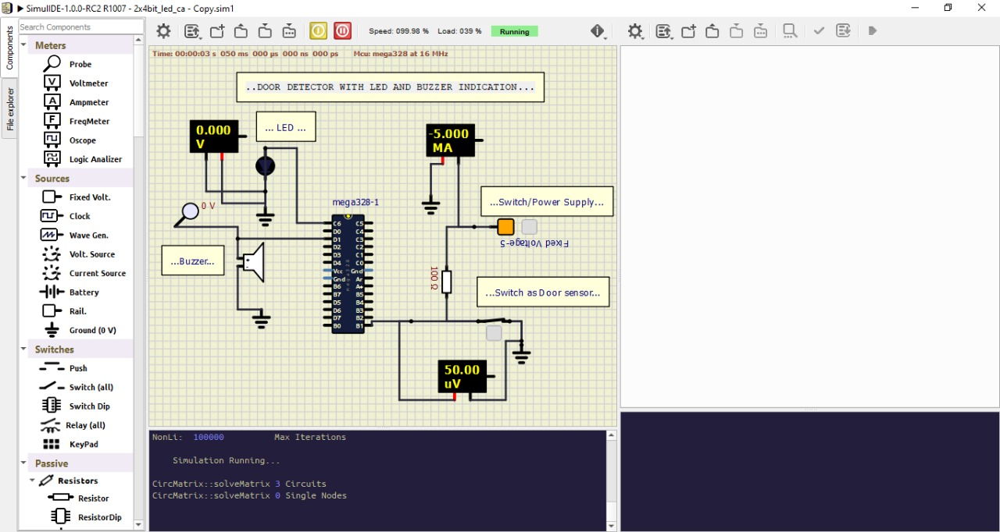 SimulIDE-1.0.0-RC2 R1007 - 2x4bit_led_ca - Copy.sim1
Components
File explorer
Search Components
Meters
Probe
Voltmeter
Ampmeter
FreqMeter
Oscope
Logic Analizer
Sources
Fixed Volt.
Clock
Wave Gen.
Volt. Source
Current Source
Battery
Rail.
Ground (0 V)
Switches
Push
Switch (all)
Switch Dip
Relay (all)
KeyPad
Passive
Resistors
Resistor
ResistorDip
Speed: 099.98 % Load: 039 % Running
Time: 00:00:03 s 050 ms 000 µs 000 ns 000 ps Mcu: mega328 at 16 MHz
..DOOR DETECTOR WITH LED AND BUZZER INDICATION...
0.000
V
... LED ...
-5.000
MA
...Switch/Power Supply...
Fixed Voltage-5
0 V
...Buzzer...
mega328-1
C6 C5
D0 C4
D1 C3
D2 C2
D3 C1
D4 C0
Vcc Gnd
Gnd Ar
B6 A+
B7 B5
D5 B4
D6 B3
D7 B2
B0 B1
mega328
100 Ω
...Switch as Door sensor...
50.00
uV
NonLi: 100000 Max Iterations
Simulation Running...
CircMatrix::solveMatrix 3 Circuits
CircMatrix::solveMatrix 0 Single Nodes